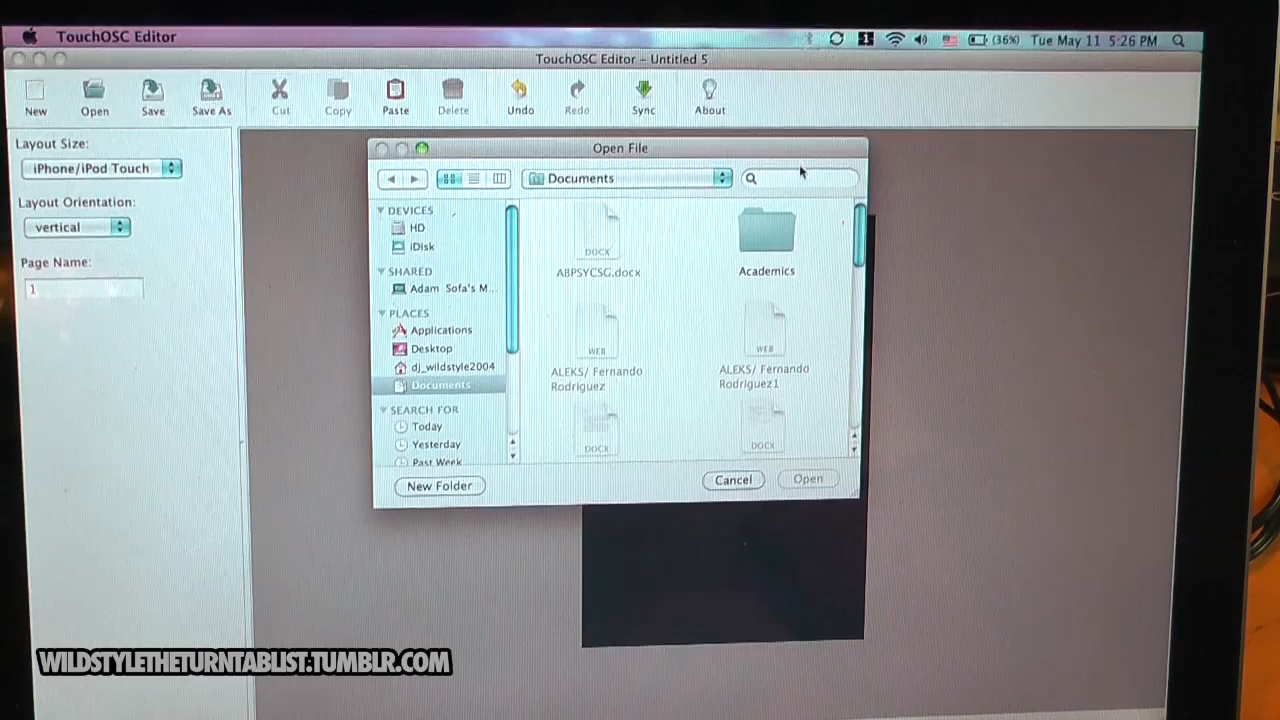 TouchOSC Editor
(36%) Tue May 11 5:26 PM
TouchOSC Editor – Untitled 5
New Open Save Save As Cut Copy Paste Delete Undo Redo Sync About
Layout Size:
iPhone/iPod Touch
Layout Orientation:
vertical
Page Name:
1
Open File
Documents
DEVICES
HD
iDisk
SHARED
Adam Sofa's M...
PLACES
Applications
Desktop
dj_wildstyle2004
Documents
SEARCH FOR
Today
Yesterday
Past Week
DOCX
ABPSYCSG.docx
Academics
WEB
ALEKS/ Fernando
Rodriguez
WEB
ALEKS/ Fernando
Rodriguez1
DOCX
DOCX
New Folder
Cancel
Open
WILDSTYLETHETURNTABLIST.TUMBLR.COM